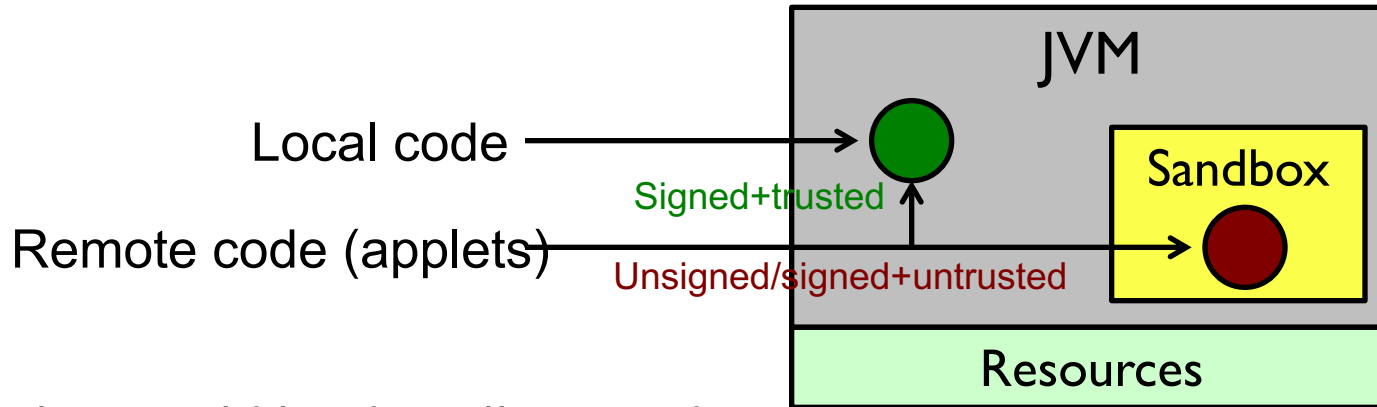 JVM
Local code
Sandbox
Signed+trusted
Remote code (applets)
Unsigned/signed+untrusted
Resources